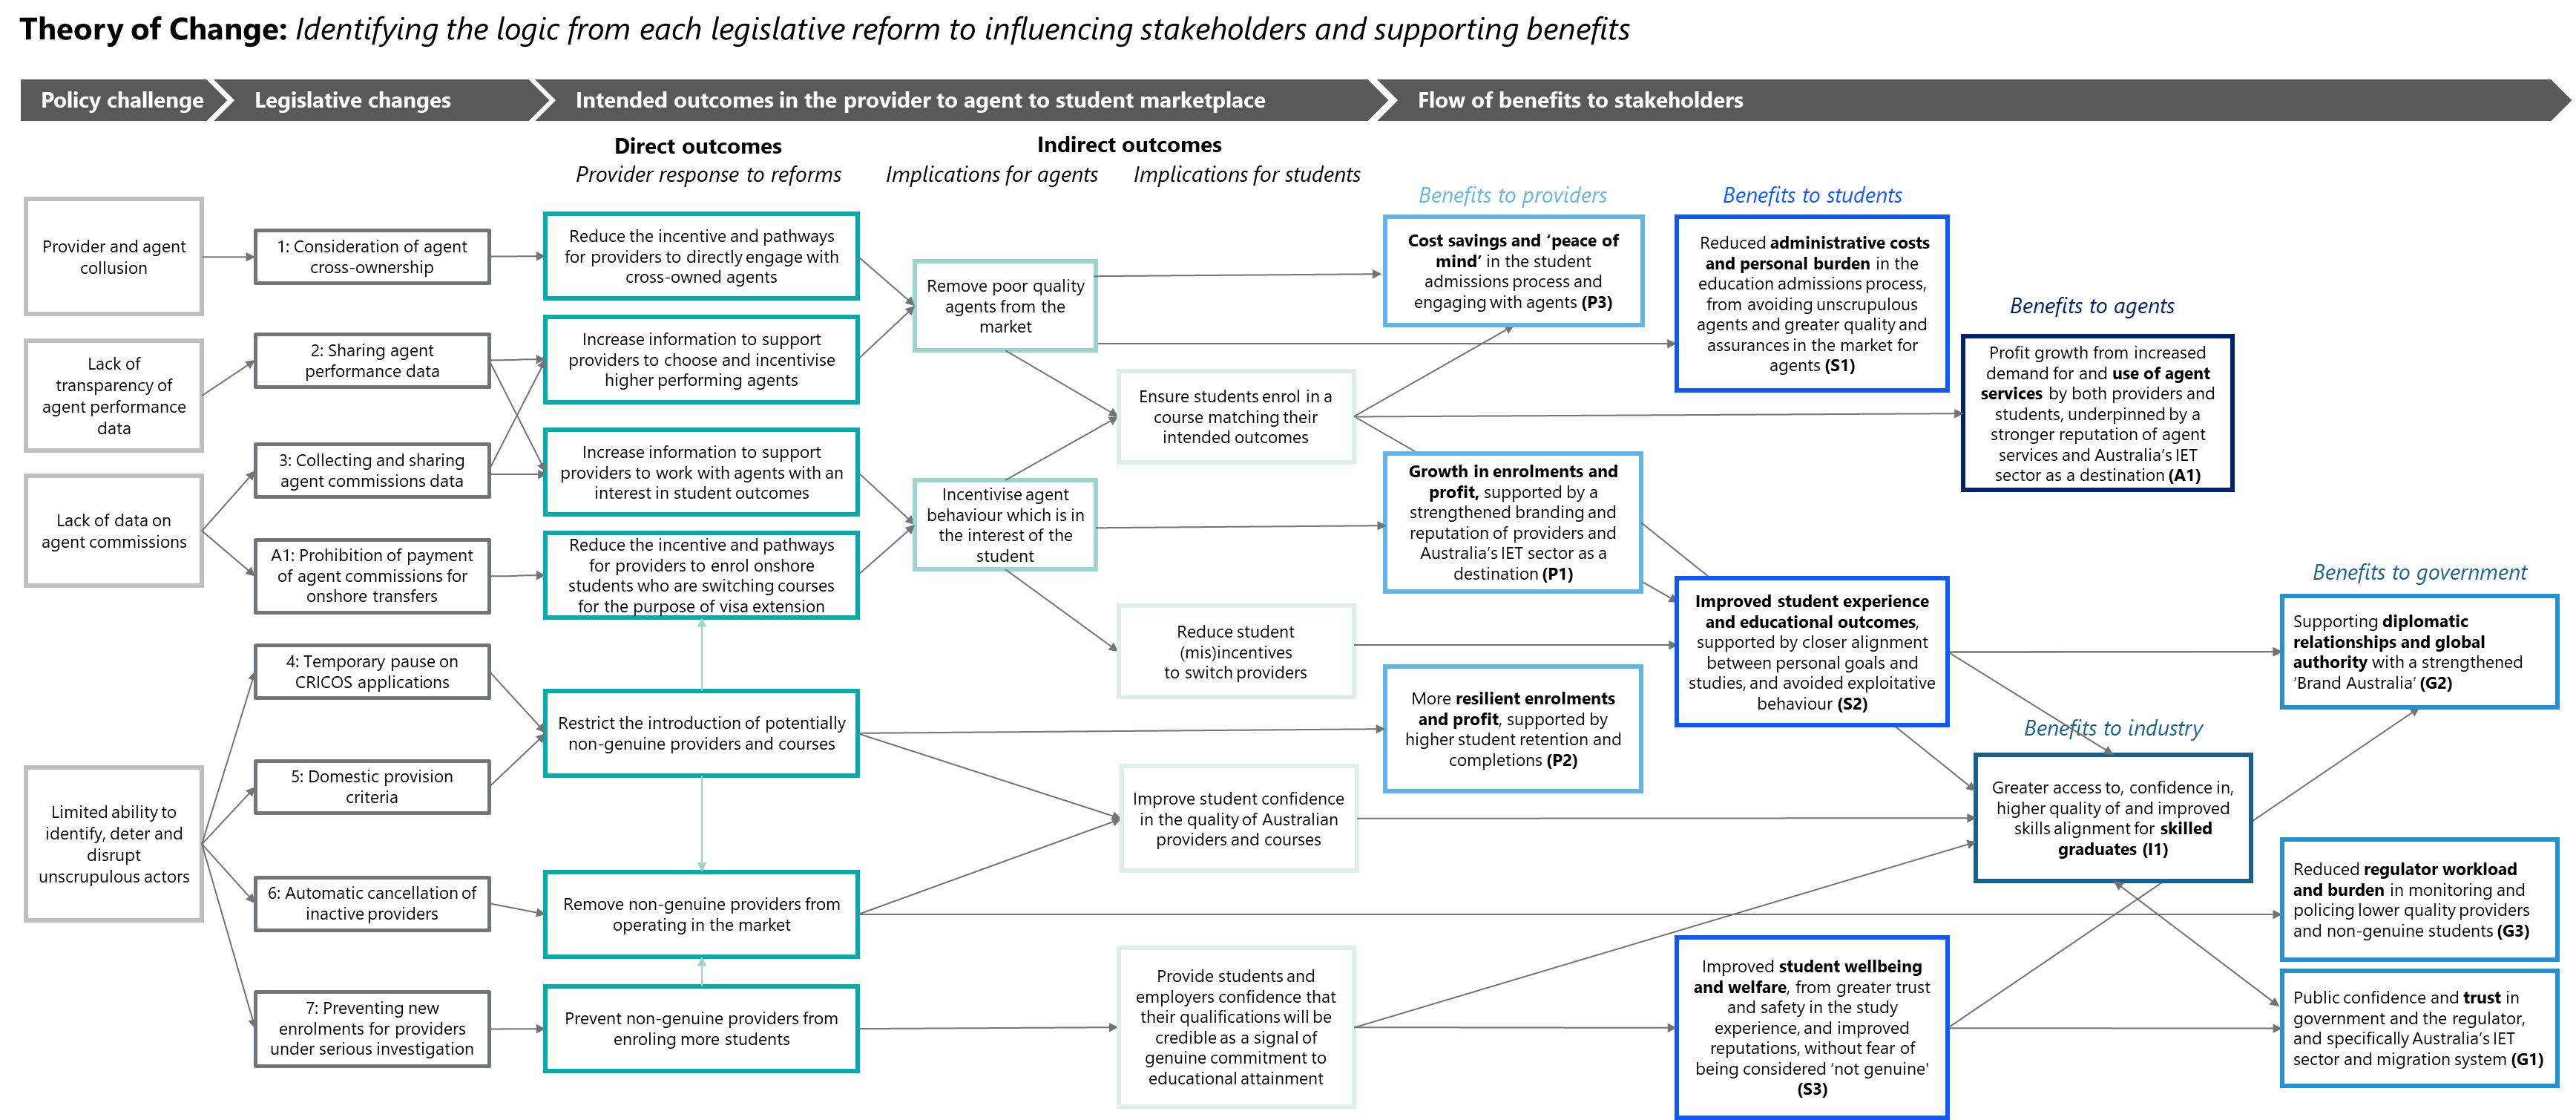 Theory of Change: Identifying the logic from each legislative reform to influencing stakeholders and supporting benefits
Policy challenge
Legislative changes
Intended outcomes in the provider to agent to student marketplace
Flow of benefits to stakeholders
Direct outcomes
Provider response to reforms
Indirect outcomes
Implications for agents
Implications for students
Provider and agent
collusion
Lack of
transparency of
agent performance
data
Lack of data on
agent commissions
Limited ability to
identify, deter and
disrupt
unscrupulous actors
1: Consideration of agent
cross-ownership
2: Sharing agent
performance data
3: Collecting and sharing
agent commissions data
A1: Prohibition of payment
of agent commissions for
onshore transfers
4: Temporary pause on
CRICOS applications
5: Domestic provision
criteria
6: Automatic cancellation of
inactive providers
7: Preventing new
enrolments for providers
under serious investigation
Reduce the incentive and pathways
for providers to directly engage with
cross-owned agents
Increase information to support
providers to choose and incentivise
higher performing agents
Increase information to support
providers to work with agents with an
interest in student outcomes
Reduce the incentive and pathways
for providers to enrol onshore
students who are switching courses
for the purpose of visa extension
Restrict the introduction of potentially
non-genuine providers and courses
Remove non-genuine providers from
operating in the market
Prevent non-genuine providers from
enroling more students
Remove poor quality
agents from the
market
Incentivise agent
behaviour which is in
the interest of the
student
Ensure students enrol in a
course matching their
intended outcomes
Reduce student
(mis)incentives
to switch providers
Improve student confidence
in the quality of Australian
providers and courses
Provide students and
employers confidence that
their qualifications will be
credible as a signal of
genuine commitment to
educational attainment
Benefits to providers
Cost savings and ‘peace of
mind’ in the student
admissions process and
engaging with agents (P3)
Growth in enrolments and
profit, supported by a
strengthened branding and
reputation of providers and
Australia’s IET sector as a
destination (P1)
More resilient enrolments
and profit, supported by
higher student retention and
completions (P2)
Benefits to students
Reduced administrative costs
and personal burden in the
education admissions process,
from avoiding unscrupulous
agents and greater quality and
assurances in the market for
agents (S1)
Improved student experience
and educational outcomes,
supported by closer alignment
between personal goals and
studies, and avoided exploitative
behaviour (S2)
Improved student wellbeing
and welfare, from greater trust
and safety in the study
experience, and improved
reputations, without fear of
being considered ‘not genuine'
(S3)
Benefits to agents
Profit growth from increased
demand for and use of agent
services by both providers and
students, underpinned by a
stronger reputation of agent
services and Australia’s IET
sector as a destination (A1)
Benefits to industry
Greater access to, confidence in,
higher quality of and improved
skills alignment for skilled
graduates (I1)
Benefits to government
Supporting diplomatic
relationships and global
authority with a strengthened
‘Brand Australia’ (G2)
Reduced regulator workload
and burden in monitoring and
policing lower quality providers
and non-genuine students (G3)
Public confidence and trust in
government and the regulator,
and specifically Australia’s IET
sector and migration system (G1)